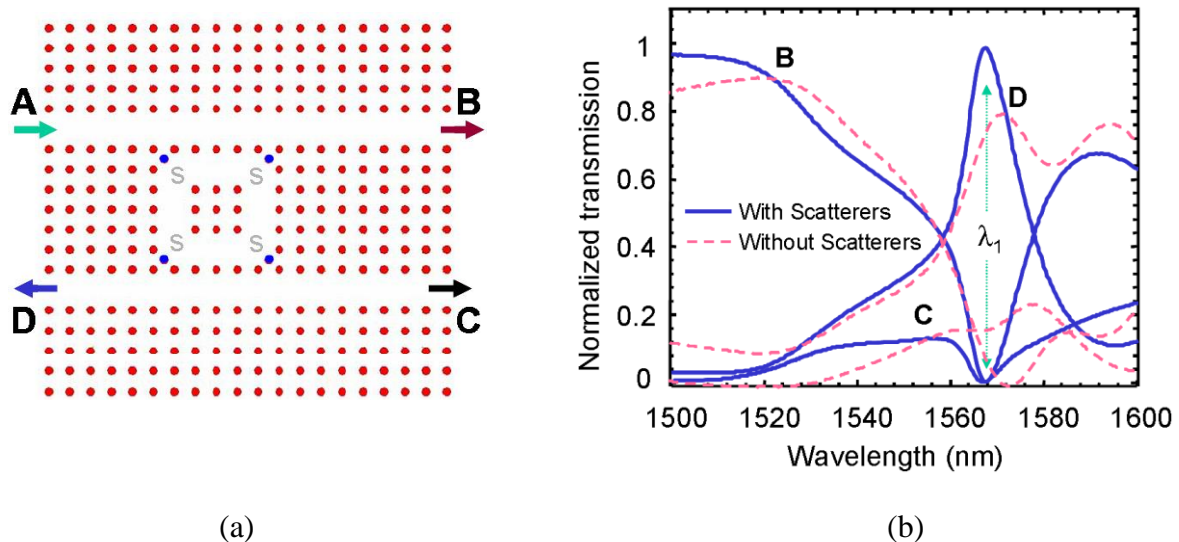 A
B
S
S
S
S
D
C
(a)
Normalized transmission
1
0.8
0.6
0.4
0.2
0
B
D
With Scatterers
Without Scatterers
λ1
C
1500
1520
1540
1560
1580
1600
Wavelength (nm)
(b)